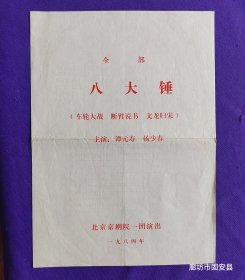 全部
八大锤
（车轮大战 断臂说书 文龙归宋）
主演：谭元寿 杨少春
北京京剧院一团演出
一九八四年
廊坊市固安县